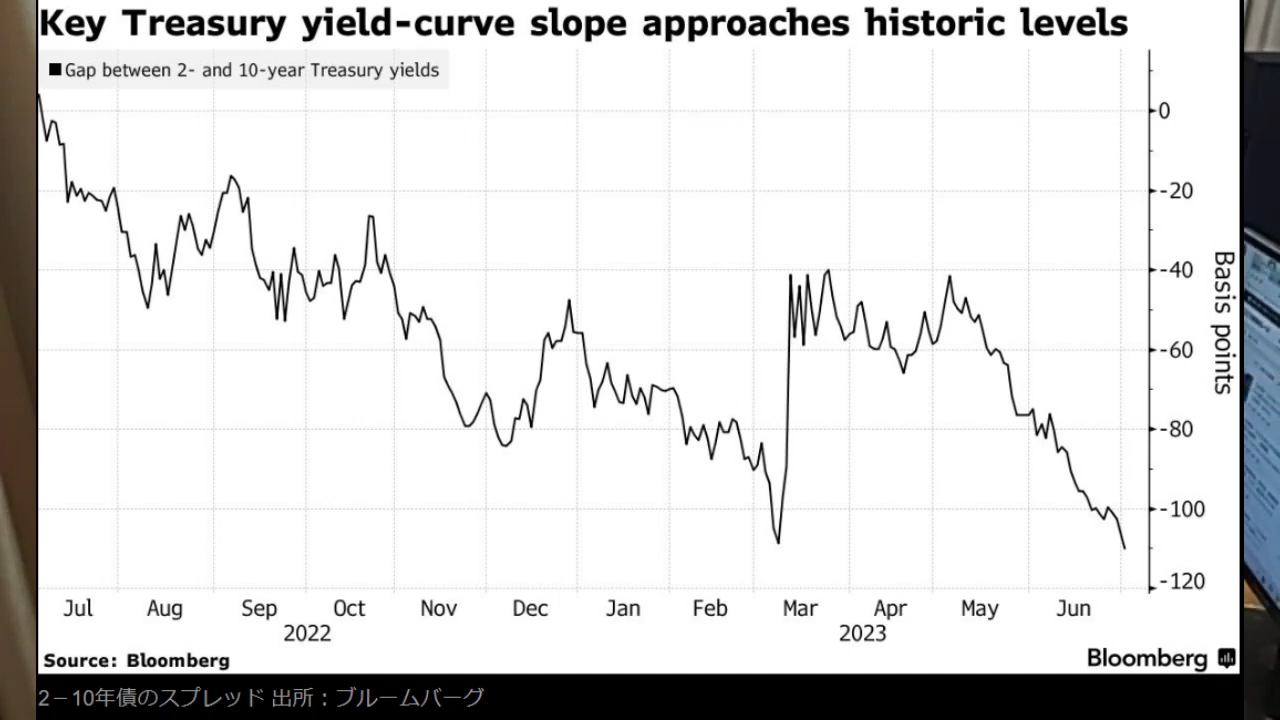 Key Treasury yield-curve slope approaches historic levels
Gap between 2- and 10-year Treasury yields
0
-20
-40
-60
-80
-100
-120
Basis points
Jul Aug Sep Oct Nov Dec Jan Feb Mar Apr May Jun
2022 2023
Source: Bloomberg
Bloomberg
2－10年債のスプレッド 出所：ブルームバーグ